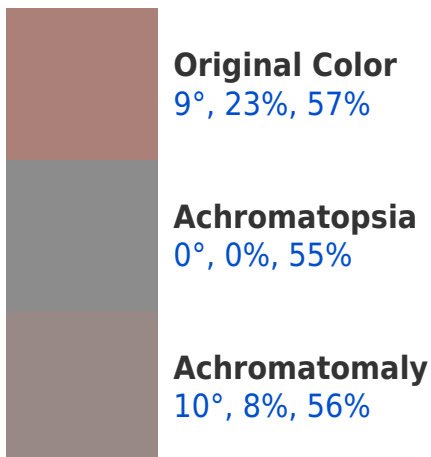 Original Color
9°, 23%, 57%
Achromatopsia
0°, 0%, 55%
Achromatomaly
10°, 8%, 56%